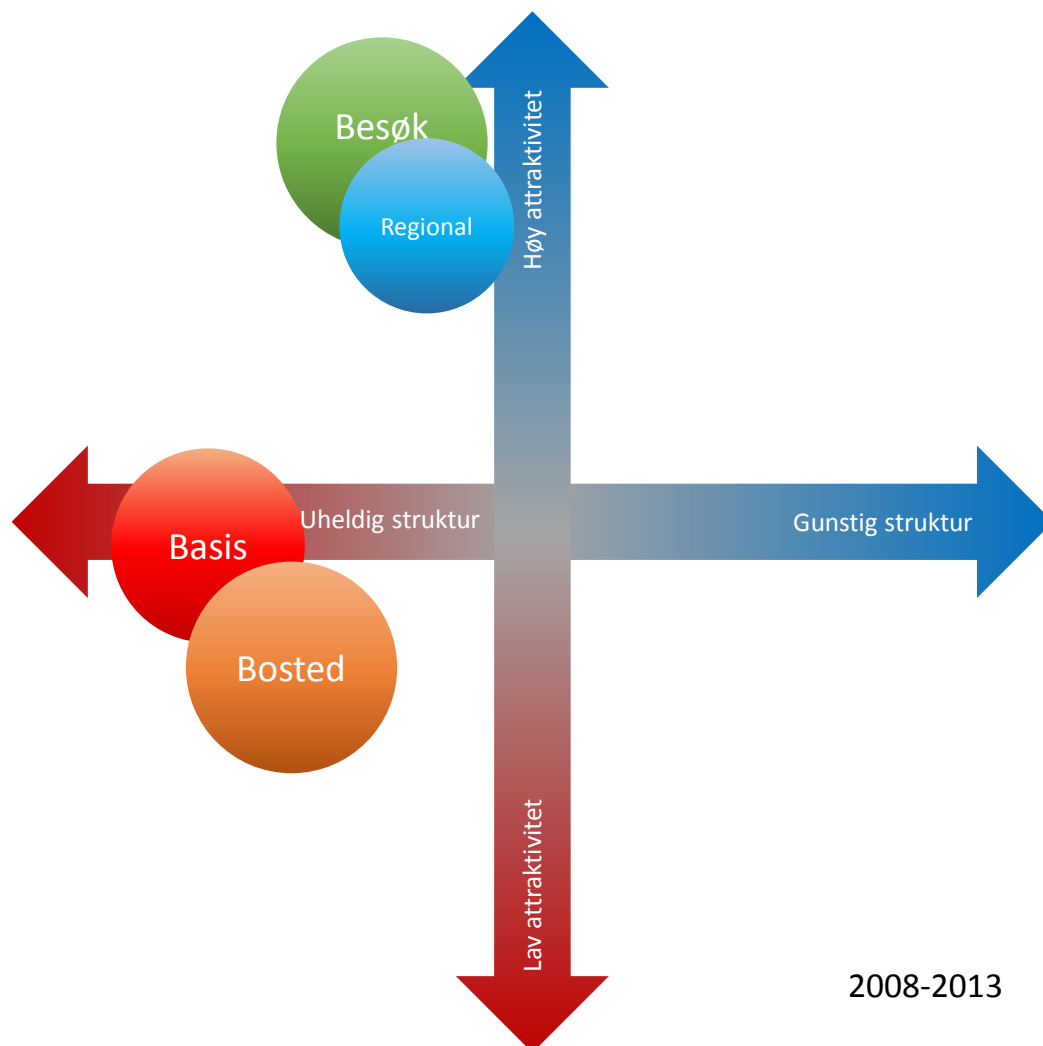 Besøk
Regional
Høy attraktivitet
Uheldig struktur
Gunstig struktur
Basis
Bosted
Lav attraktivitet
2008-2013